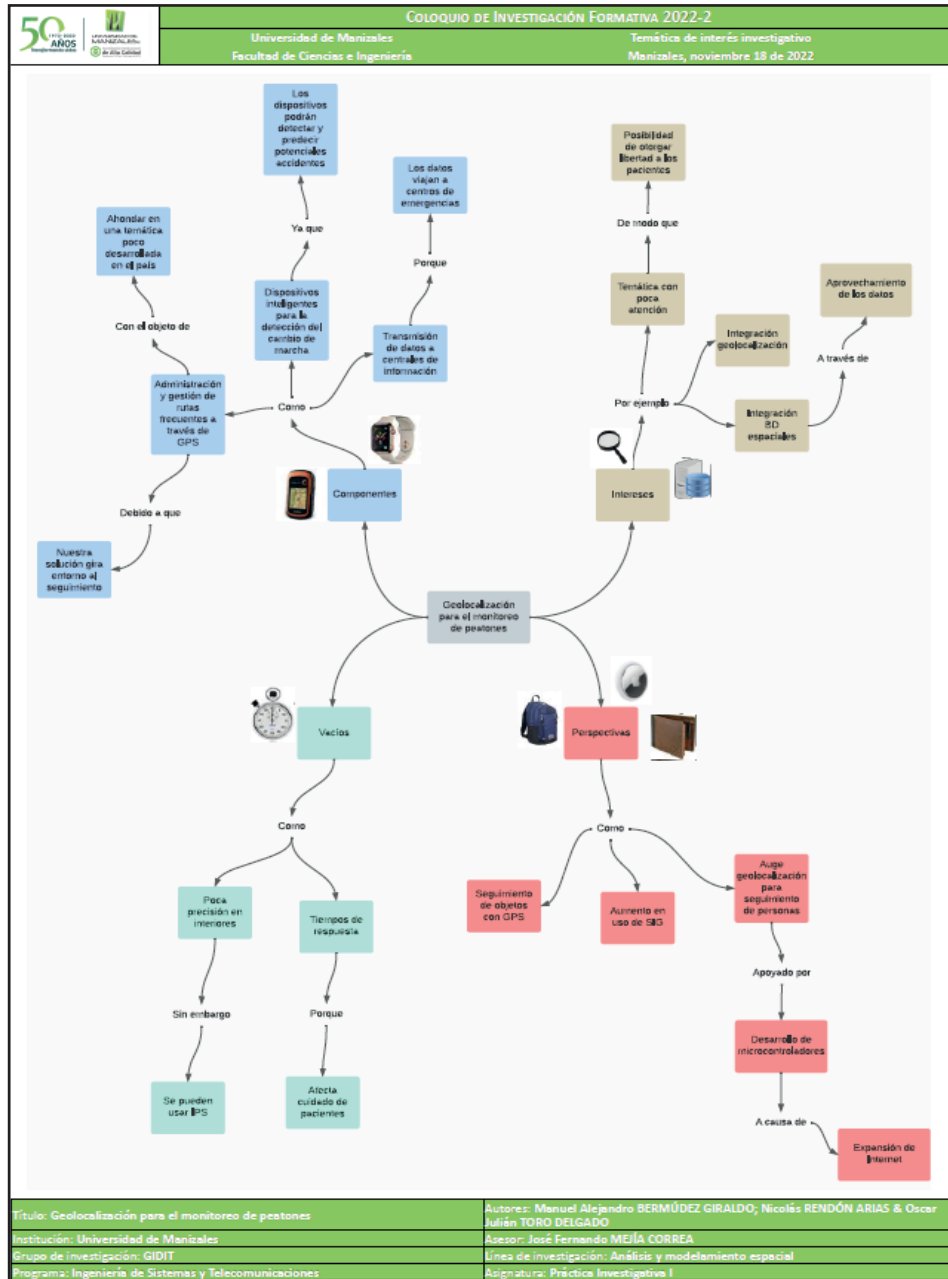 50 1972-2022
AÑOS
UNIVERSIDAD DE
MANIZALES
de Alta Calidad
COLOQUIO DE INVESTIGACIÓN FORMATIVA 2022-2
Universidad de Manizales
Temática de interés investigativo
Facultad de Ciencias e Ingeniería
Manizales, noviembre 18 de 2022
Los
dispositivos
podrán
detectar y
predecir
potenciales
accidentes
Ya que
Dispositivos
inteligentes
para la
detección del
cambio de
marcha
Los datos
viajan a
centros de
emergencias
Porque
Transmisión
de datos a
centrales de
información
Ahondar en
una temática
poco
desarrollada
en el país
Con el objeto de
Administración
y gestión de
rutas
frecuentes a
través de
GPS
Como
Debido a que
Nuestra
solución gira
entorno al
seguimiento
Componentes
Posibilidad
de otorgar
libertad a los
pacientes
De modo que
Temática con
poca
atención
Por ejemplo
Integración
geolocalización
Integración
BD
espaciales
A través de
Aprovechamiento
de los datos
Intereses
Geolocalización
para el monitoreo
de peatones
Vacíos
Como
Poca
precisión en
interiores
Sin embargo
Se pueden
usar IPS
Tiempos de
respuesta
Porque
Afecta
cuidado de
pacientes
Perspectivas
Como
Seguimiento
de objetos
con GPS
Aumento en
uso de SIG
Auge
geolocalización
para
seguimiento
de personas
Apoyado por
Desarrollo de
microcontroladores
A causa de
Expansión de
Internet
Título: Geolocalización para el monitoreo de peatones
Autores: Manuel Alejandro BERMÚDEZ GIRALDO; Nicolás RENDÓN ARIAS & Oscar
Julián TORO DELGADO
Institución: Universidad de Manizales
Asesor: José Fernando MEJÍA CORREA
Grupo de investigación: GIDIT
Línea de investigación: Análisis y modelamiento espacial
Programa: Ingeniería de Sistemas y Telecomunicaciones
Asignatura: Práctica Investigativa I